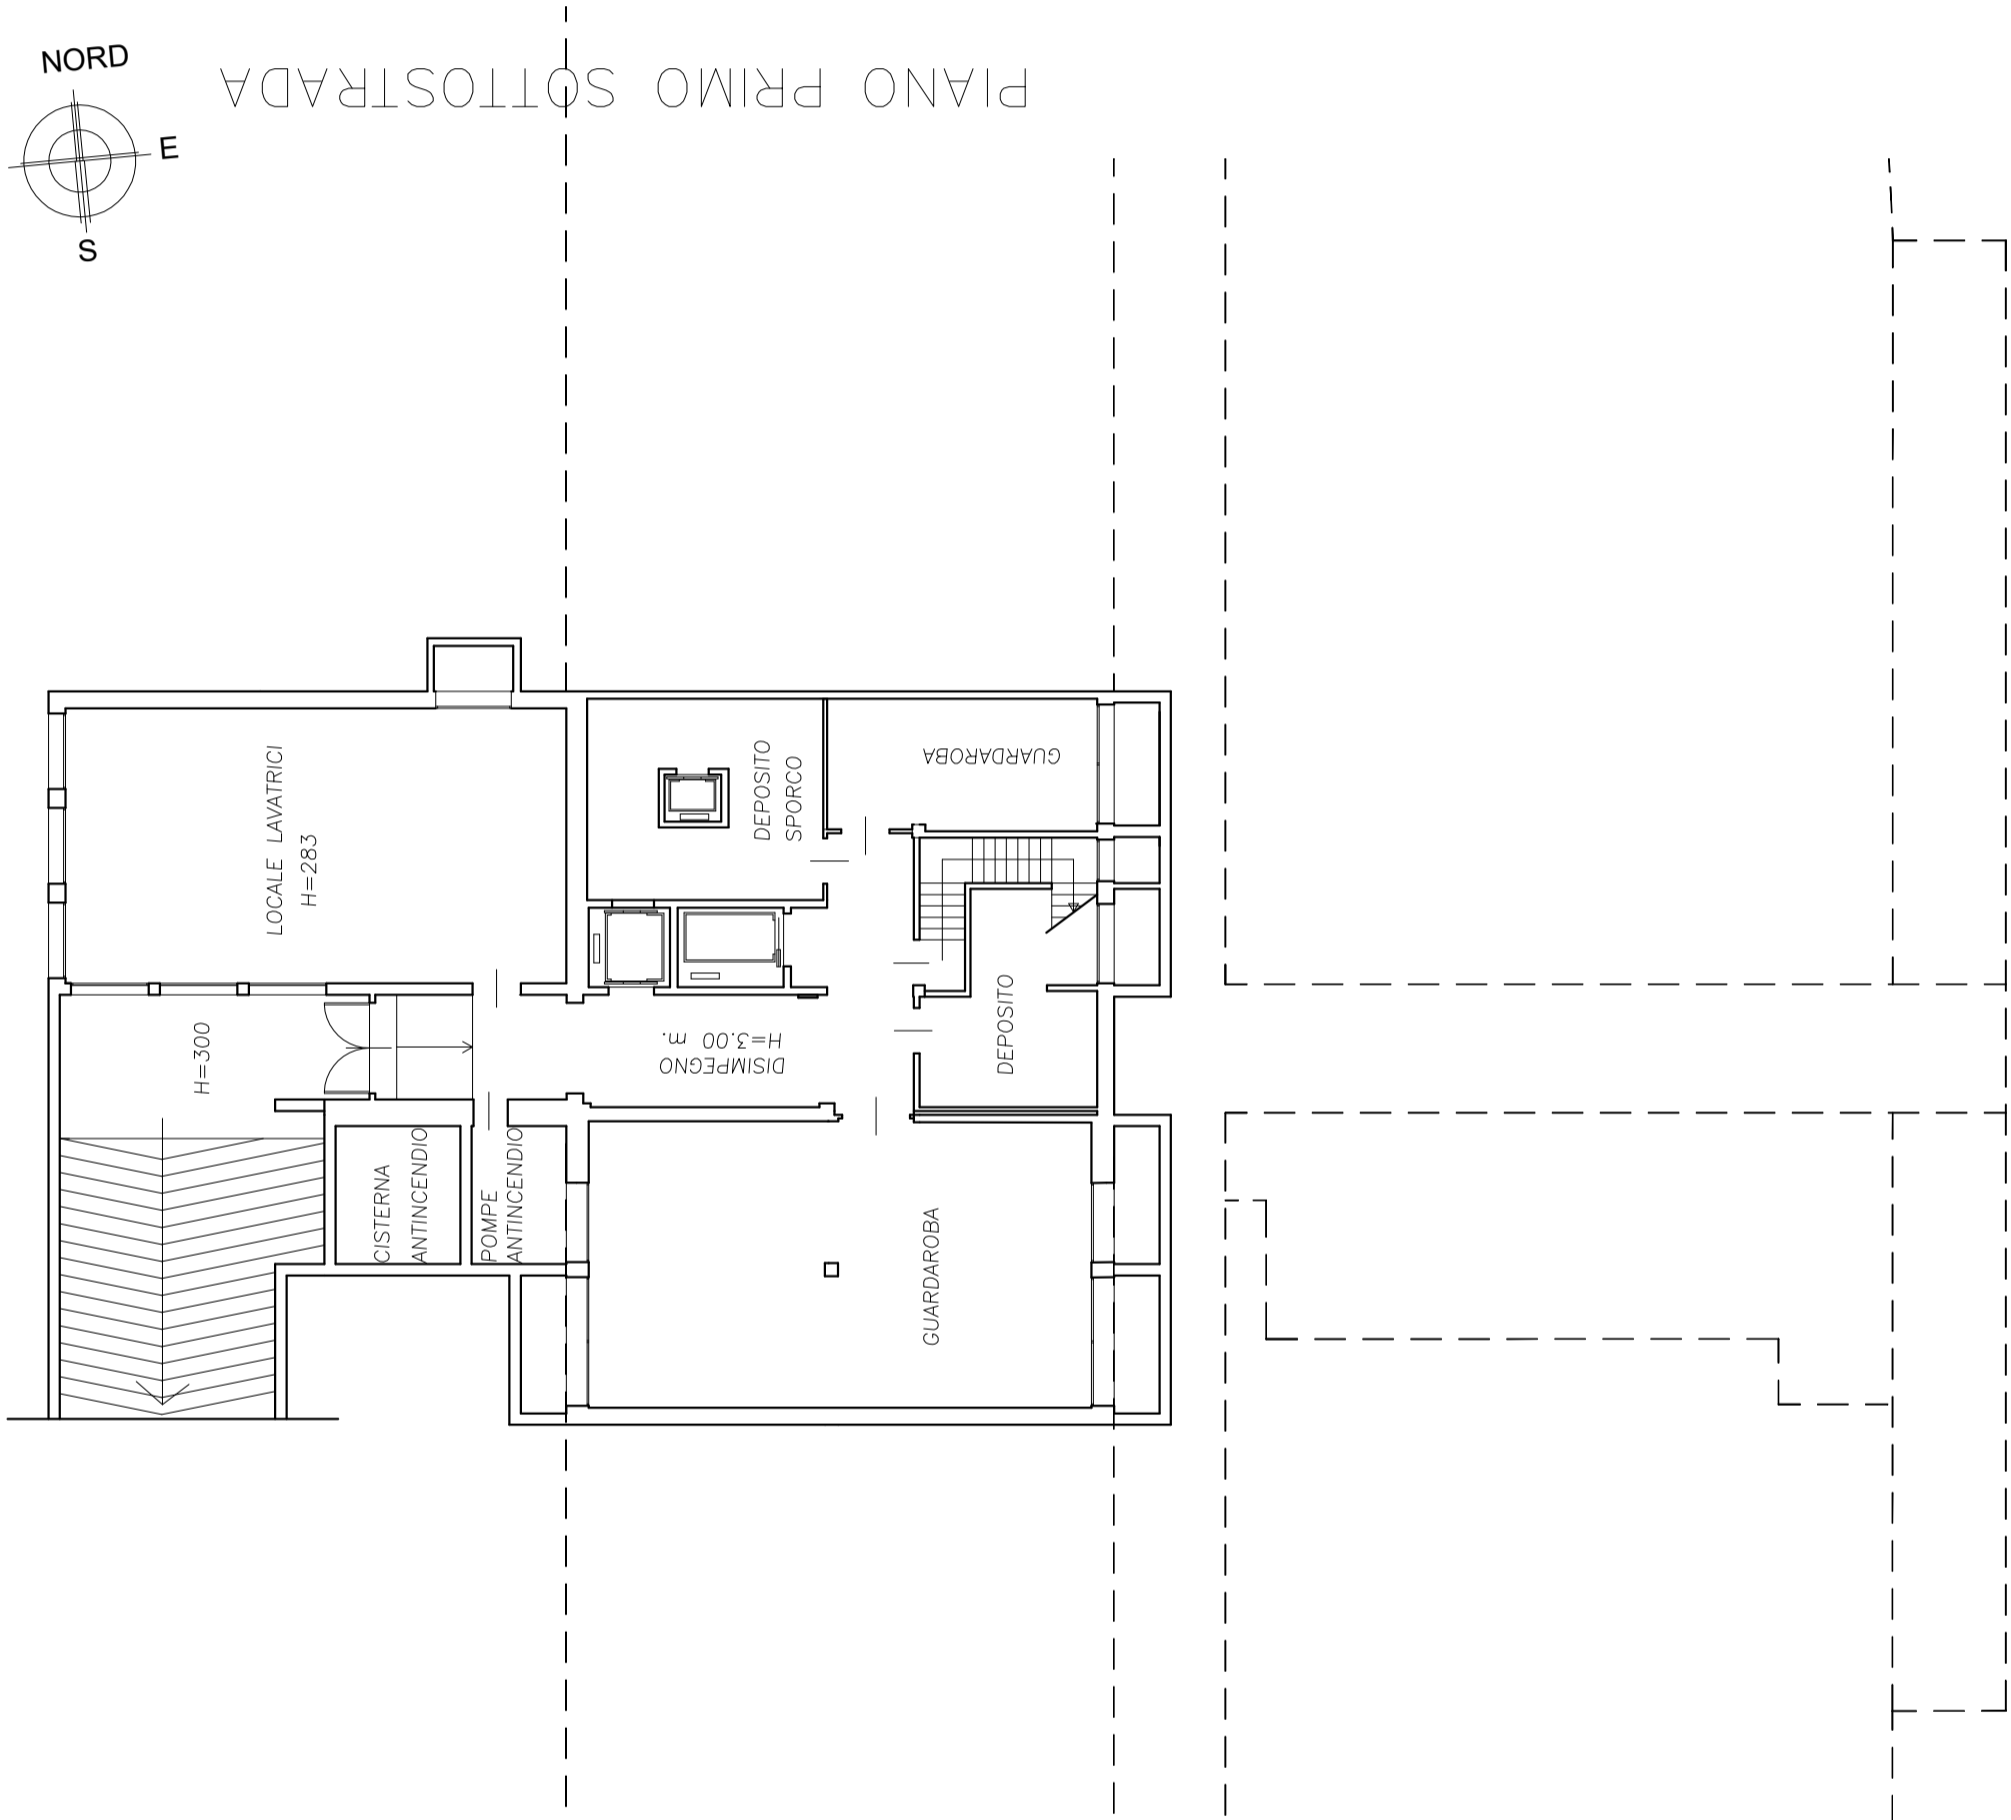 NORD
E
S
PIANO PRIMO SOTTOSTRADA
LOCALE LAVATRICI
H=283
DEPOSITO
SPORCO
GUARDAROBA
H=300
DISIMPEGNO
H=3.00 m.
DEPOSITO
CISTERNA
ANTINCENDIO
POMPE
ANTINCENDIO
GUARDAROBA